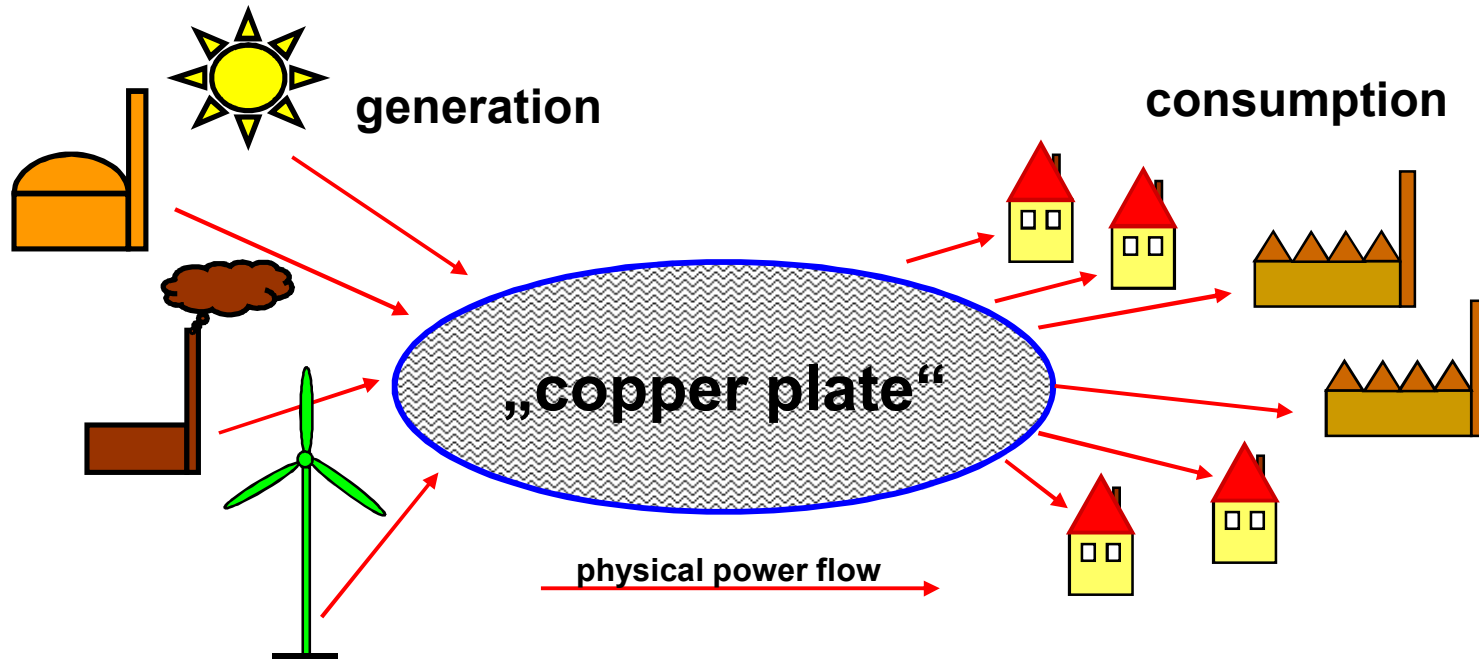 generation
consumption
„copper plate“
physical power flow